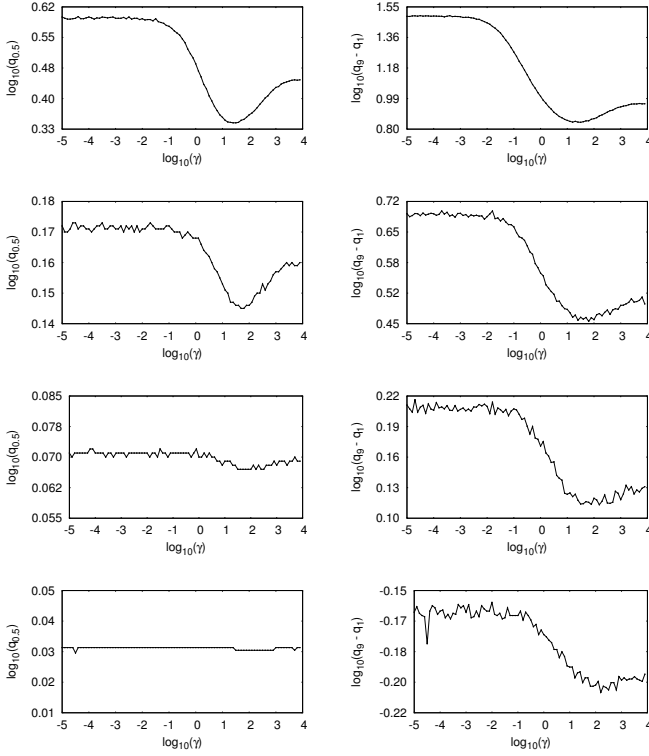 0.62
0.55
0.48
0.40
0.33
log10(q0.5)
-5 -4 -3 -2 -1 0 1 2 3 4
log10(γ)
1.55
1.36
1.18
0.99
0.80
log10(q9 - q1)
-5 -4 -3 -2 -1 0 1 2 3 4
log10(γ)
0.18
0.17
0.16
0.15
0.14
log10(q0.5)
-5 -4 -3 -2 -1 0 1 2 3 4
log10(γ)
0.72
0.65
0.58
0.52
0.45
log10(q9 - q1)
-5 -4 -3 -2 -1 0 1 2 3 4
log10(γ)
0.085
0.078
0.070
0.062
0.055
log10(q0.5)
-5 -4 -3 -2 -1 0 1 2 3 4
log10(γ)
0.22
0.19
0.16
0.13
0.10
log10(q9 - q1)
-5 -4 -3 -2 -1 0 1 2 3 4
log10(γ)
0.05
0.04
0.03
0.02
0.01
log10(q0.5)
-5 -4 -3 -2 -1 0 1 2 3 4
log10(γ)
-0.15
-0.17
-0.18
-0.20
-0.22
log10(q9 - q1)
-5 -4 -3 -2 -1 0 1 2 3 4
log10(γ)